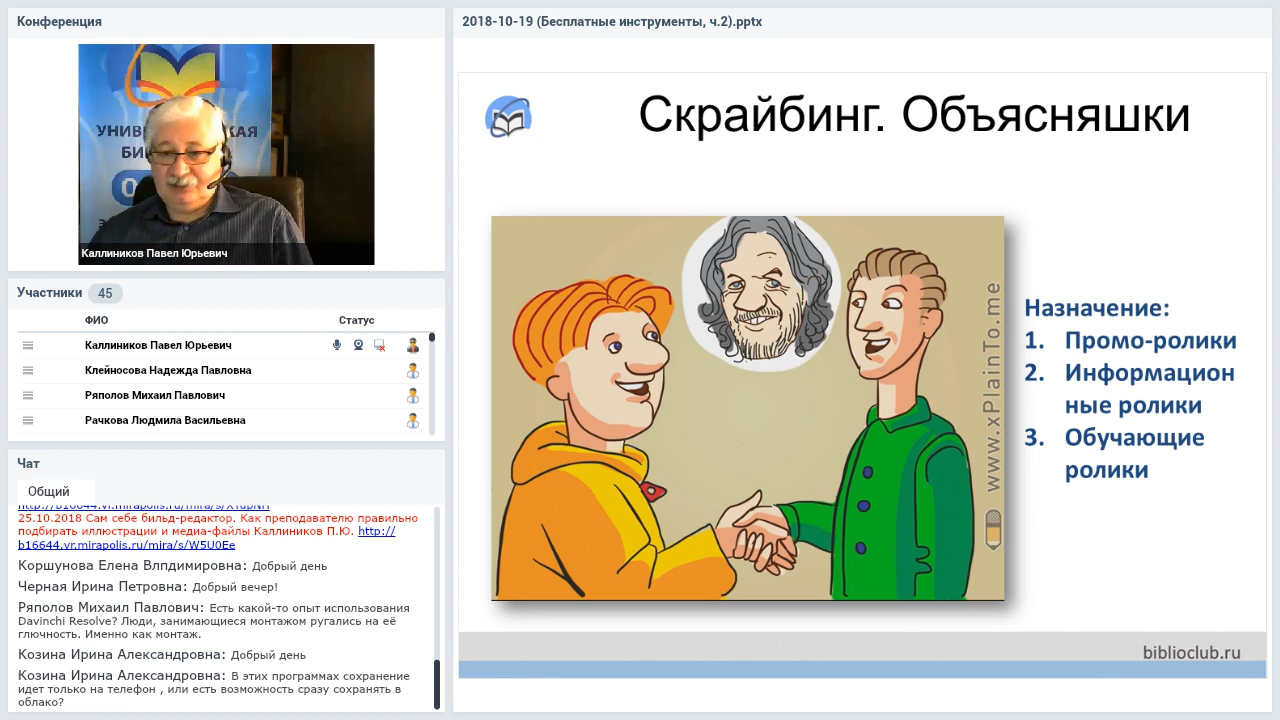 Конференция
УНИВ
КАЯ
БИ
Каллиников Павел Юрьевич
Участники 45
ФИО Статус
Каллиников Павел Юрьевич
Клейносова Надежда Павловна
Ряполов Михаил Павлович
Рачкова Людмила Васильевна
Чат
Общий
25.10.2018 Сам себе бильд-редактор. Как преподавателю правильно
подбирать иллюстрации и медиа-файлы Каллиников П.Ю. http://
b16644.vr.mirapolis.ru/mira/s/W5U0Ee
Коршунова Елена Влпдимировна: Добрый день
Черная Ирина Петровна: Добрый вечер!
Ряполов Михаил Павлович: Есть какой-то опыт использования
Davinchi Resolve? Люди, занимающиеся монтажом ругались на её
глючность. Именно как монтаж.
Козина Ирина Александровна: Добрый день
Козина Ирина Александровна: В этих программах сохранение
идет только на телефон , или есть возможность сразу сохранять в
облако?
2018-10-19 (Бесплатные инструменты, ч.2).pptx
Скрайбинг. Объясняшки
www.xPlainTo.me
Назначение:
1. Промо-ролики
2. Информацион
ные ролики
3. Обучающие
ролики
biblioclub.ru